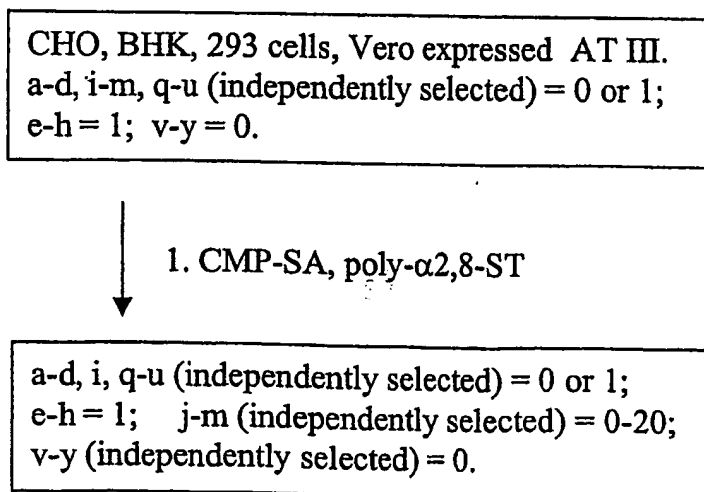 CHO, BHK, 293 cells, Vero expressed AT III.
a-d, i-m, q-u (independently selected) = 0 or 1;
e-h = 1; v-y = 0.
1. CMP-SA, poly-α2,8-ST
a-d, i, q-u (independently selected) = 0 or 1;
e-h = 1; j-m (independently selected) = 0-20;
v-y (independently selected) = 0.